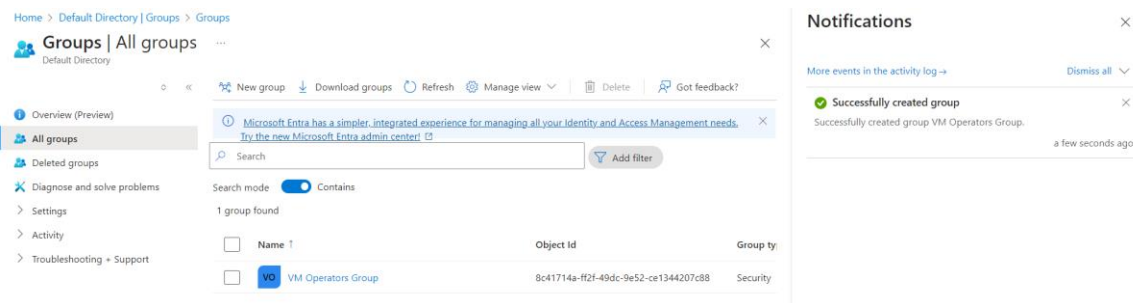 Home > Default Directory | Groups > Groups
Groups | All groups ...
Default Directory
New group Download groups Refresh Manage view Delete Got feedback?
Overview (Preview)
All groups
Deleted groups
Diagnose and solve problems
Settings
Activity
Troubleshooting + Support
Microsoft Entra has a simpler, integrated experience for managing all your Identity and Access Management needs.
Try the new Microsoft Entra admin center!
Search
Add filter
Search mode Contains
1 group found
Name ↑ Object Id Group ty
VO VM Operators Group 8c41714a-ff2f-49dc-9e52-ce1344207c88 Security
Notifications
More events in the activity log → Dismiss all
Successfully created group
Successfully created group VM Operators Group.
a few seconds ago